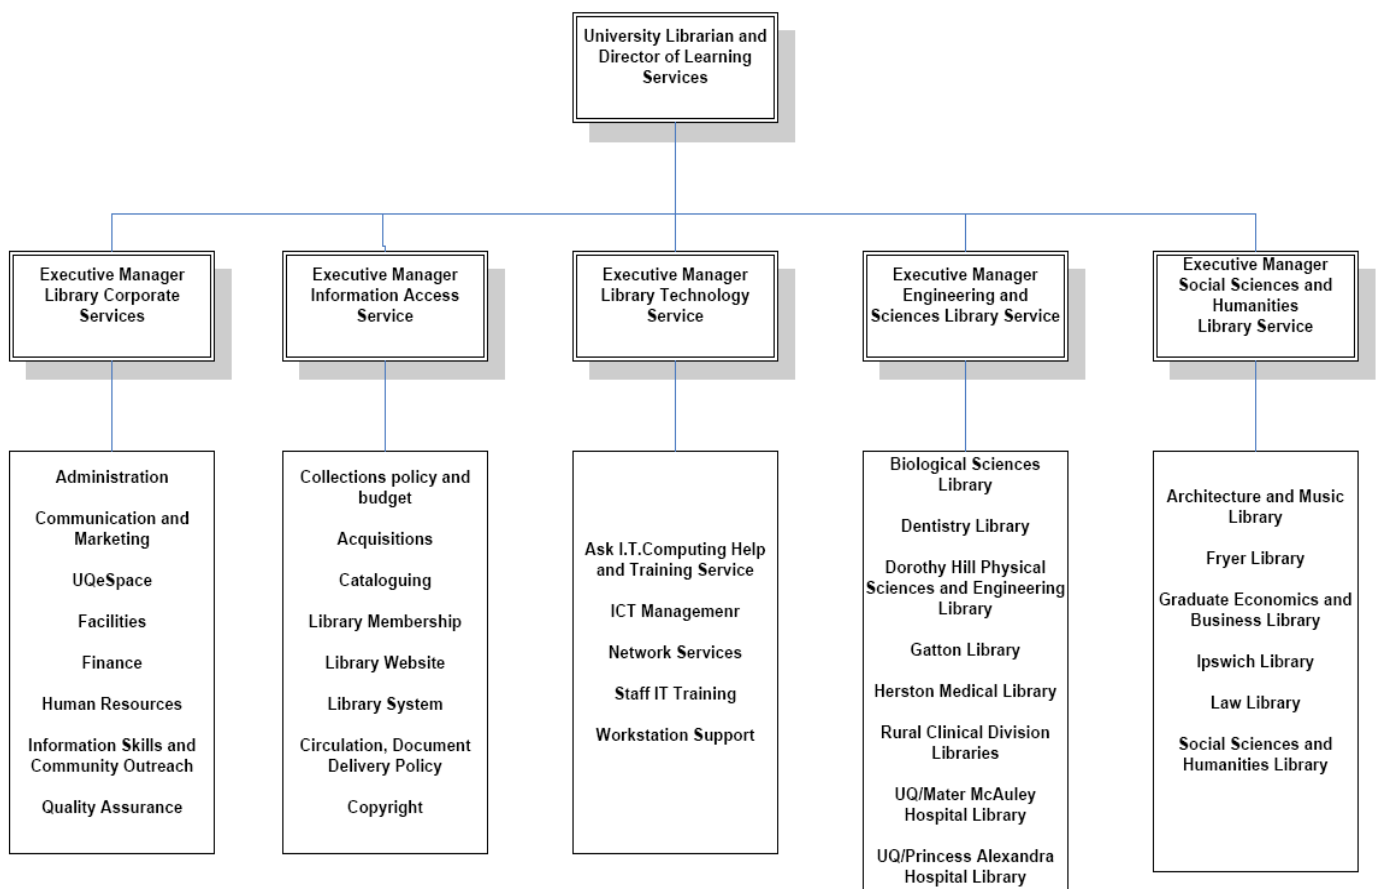 University Librarian and
Director of Learning
Services
Executive Manager
Library Corporate
Services
Executive Manager
Information Access
Service
Executive Manager
Library Technology
Service
Executive Manager
Engineering and
Sciences Library Service
Executive Manager
Social Sciences and
Humanities
Library Service
Administration
Communication and
Marketing
UQeSpace
Facilities
Finance
Human Resources
Information Skills and
Community Outreach
Quality Assurance
Collections policy and
budget
Acquisitions
Cataloguing
Library Membership
Library Website
Library System
Circulation, Document
Delivery Policy
Copyright
Ask I.T.Computing Help
and Training Service
ICT Managemenr
Network Services
Staff IT Training
Workstation Support
Biological Sciences
Library
Dentistry Library
Dorothy Hill Physical
Sciences and Engineering
Library
Gatton Library
Herston Medical Library
Rural Clinical Division
Libraries
UQ/Mater McAuley
Hospital Library
UQ/Princess Alexandra
Hospital Library
Architecture and Music
Library
Fryer Library
Graduate Economics and
Business Library
Ipswich Library
Law Library
Social Sciences and
Humanities Library